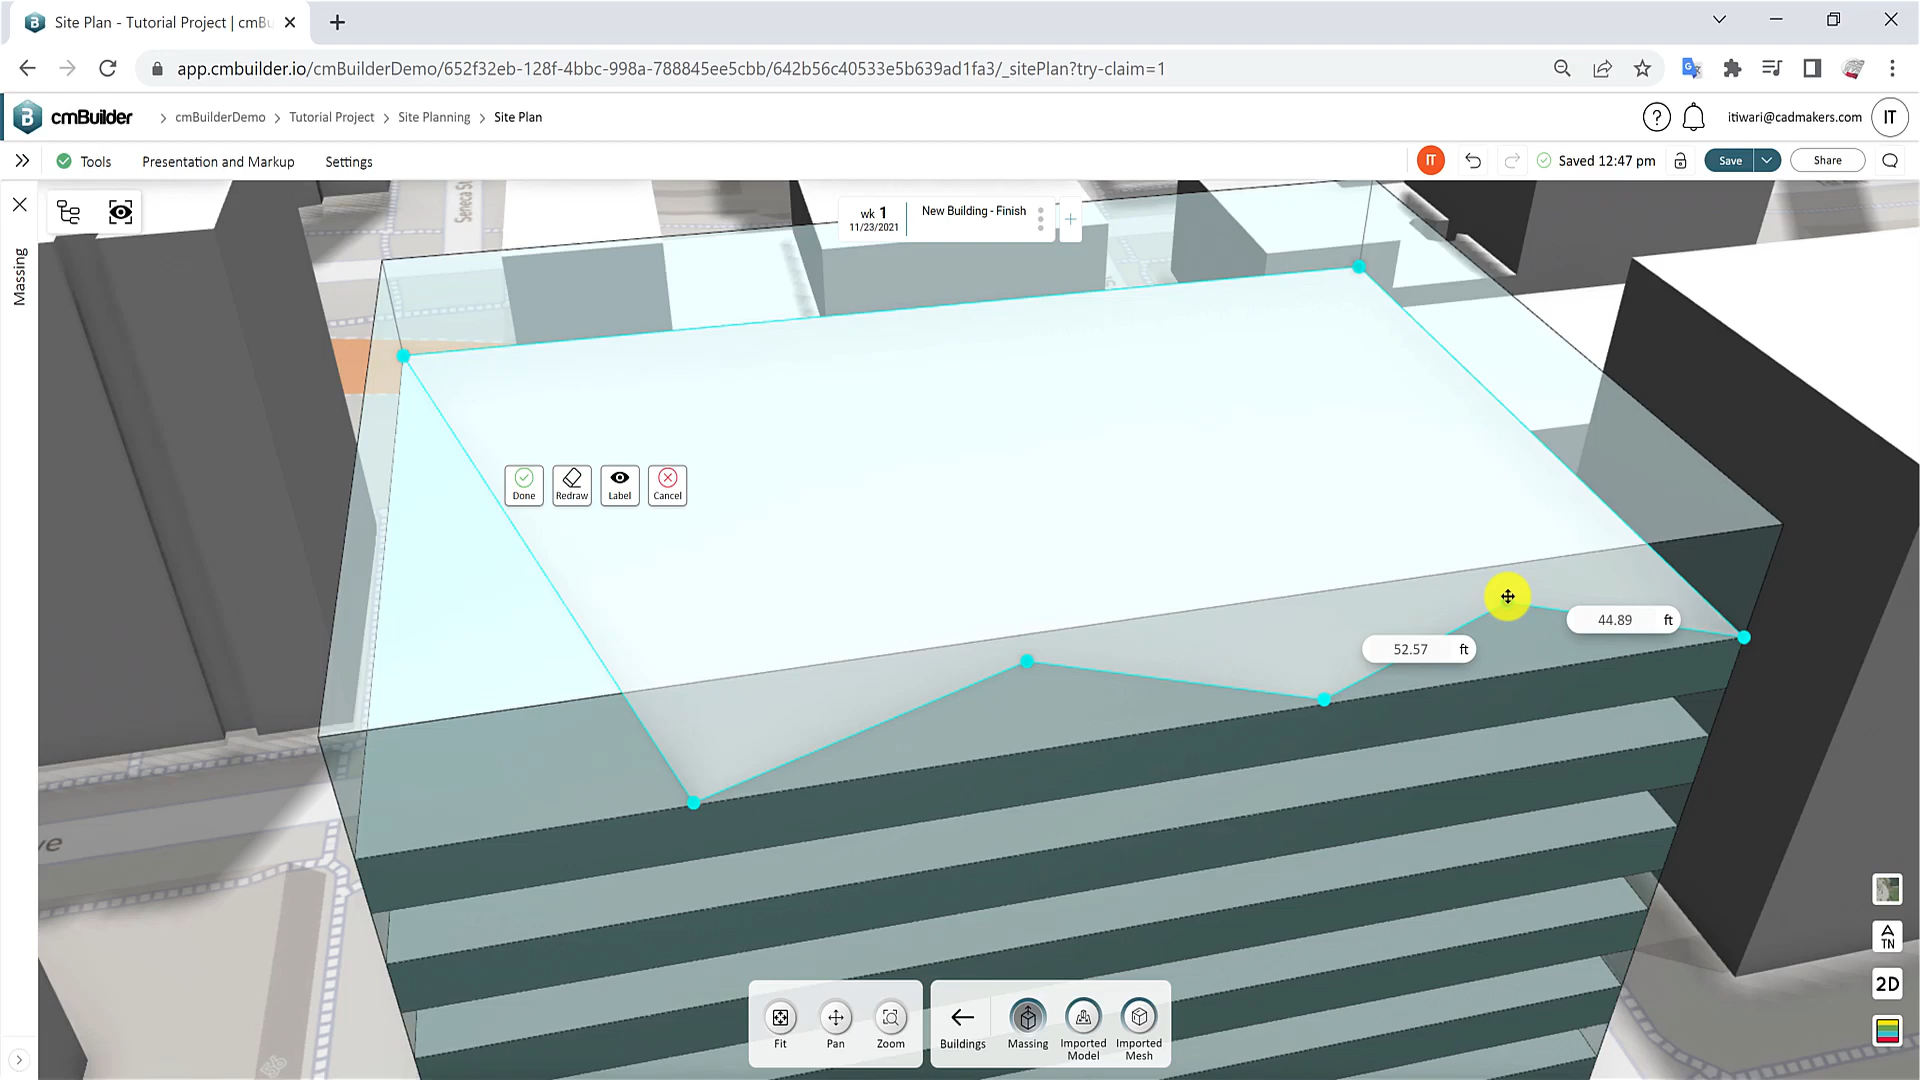 Site Plan - Tutorial Project | cmBu
app.cmbuilder.io/cmBuilderDemo/652f32eb-128f-4bbc-998a-788845ee5cbb/642b56c40533e5b639ad1fa3/_sitePlan?try-claim=1
cmBuilder
cmBuilderDemo
Tutorial Project
Site Planning
Site Plan
itiwari@cadmakers.com
IT
Tools
Presentation and Markup
Settings
IT
Saved 12:47 pm
Save
Share
Massing
Seneca St
wk 1
11/23/2021
New Building - Finish
Done
Redraw
Label
Cancel
44.89 ft
52.57 ft
ve
TN
2D
Fit
Pan
Zoom
Buildings
Massing
Imported Model
Imported Mesh